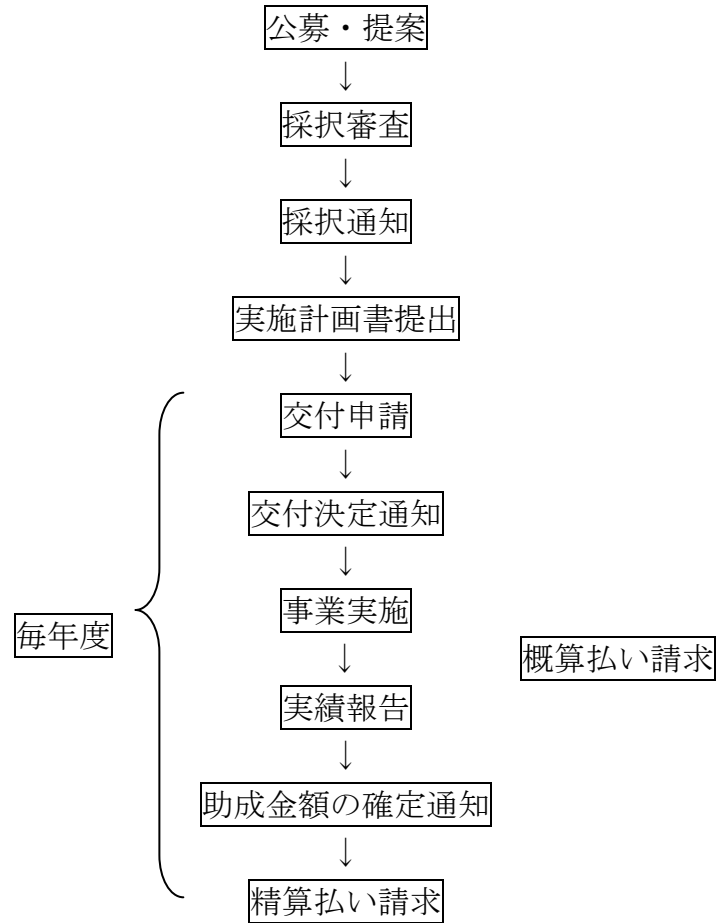 公募・提案
↓
採択審査
↓
採択通知
↓
実施計画書提出
↓
交付申請
↓
交付決定通知
↓
事業実施
毎年度
概算払い請求
↓
実績報告
↓
助成金額の確定通知
↓
精算払い請求